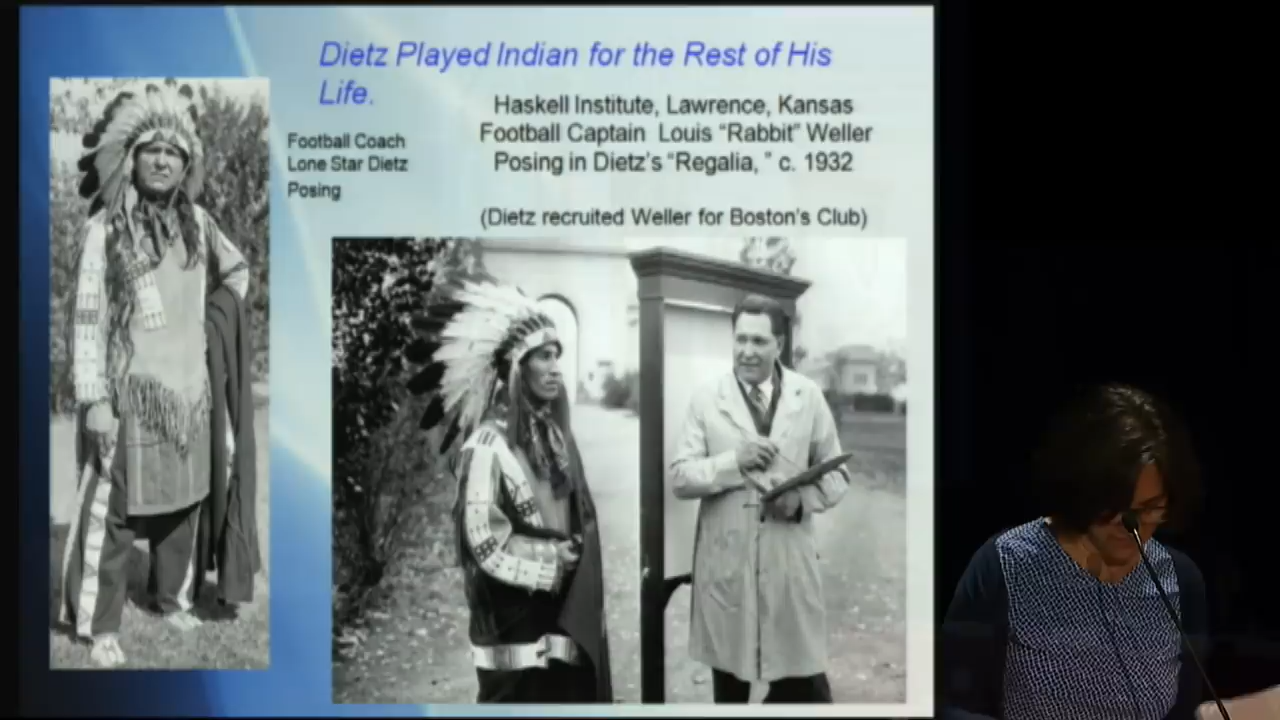 Dietz Played Indian for the Rest of His
Life.
Football Coach
Lone Star Dietz
Posing
Haskell Institute, Lawrence, Kansas
Football Captain Louis “Rabbit” Weller
Posing in Dietz’s “Regalia, ” c. 1932
(Dietz recruited Weller for Boston’s Club)